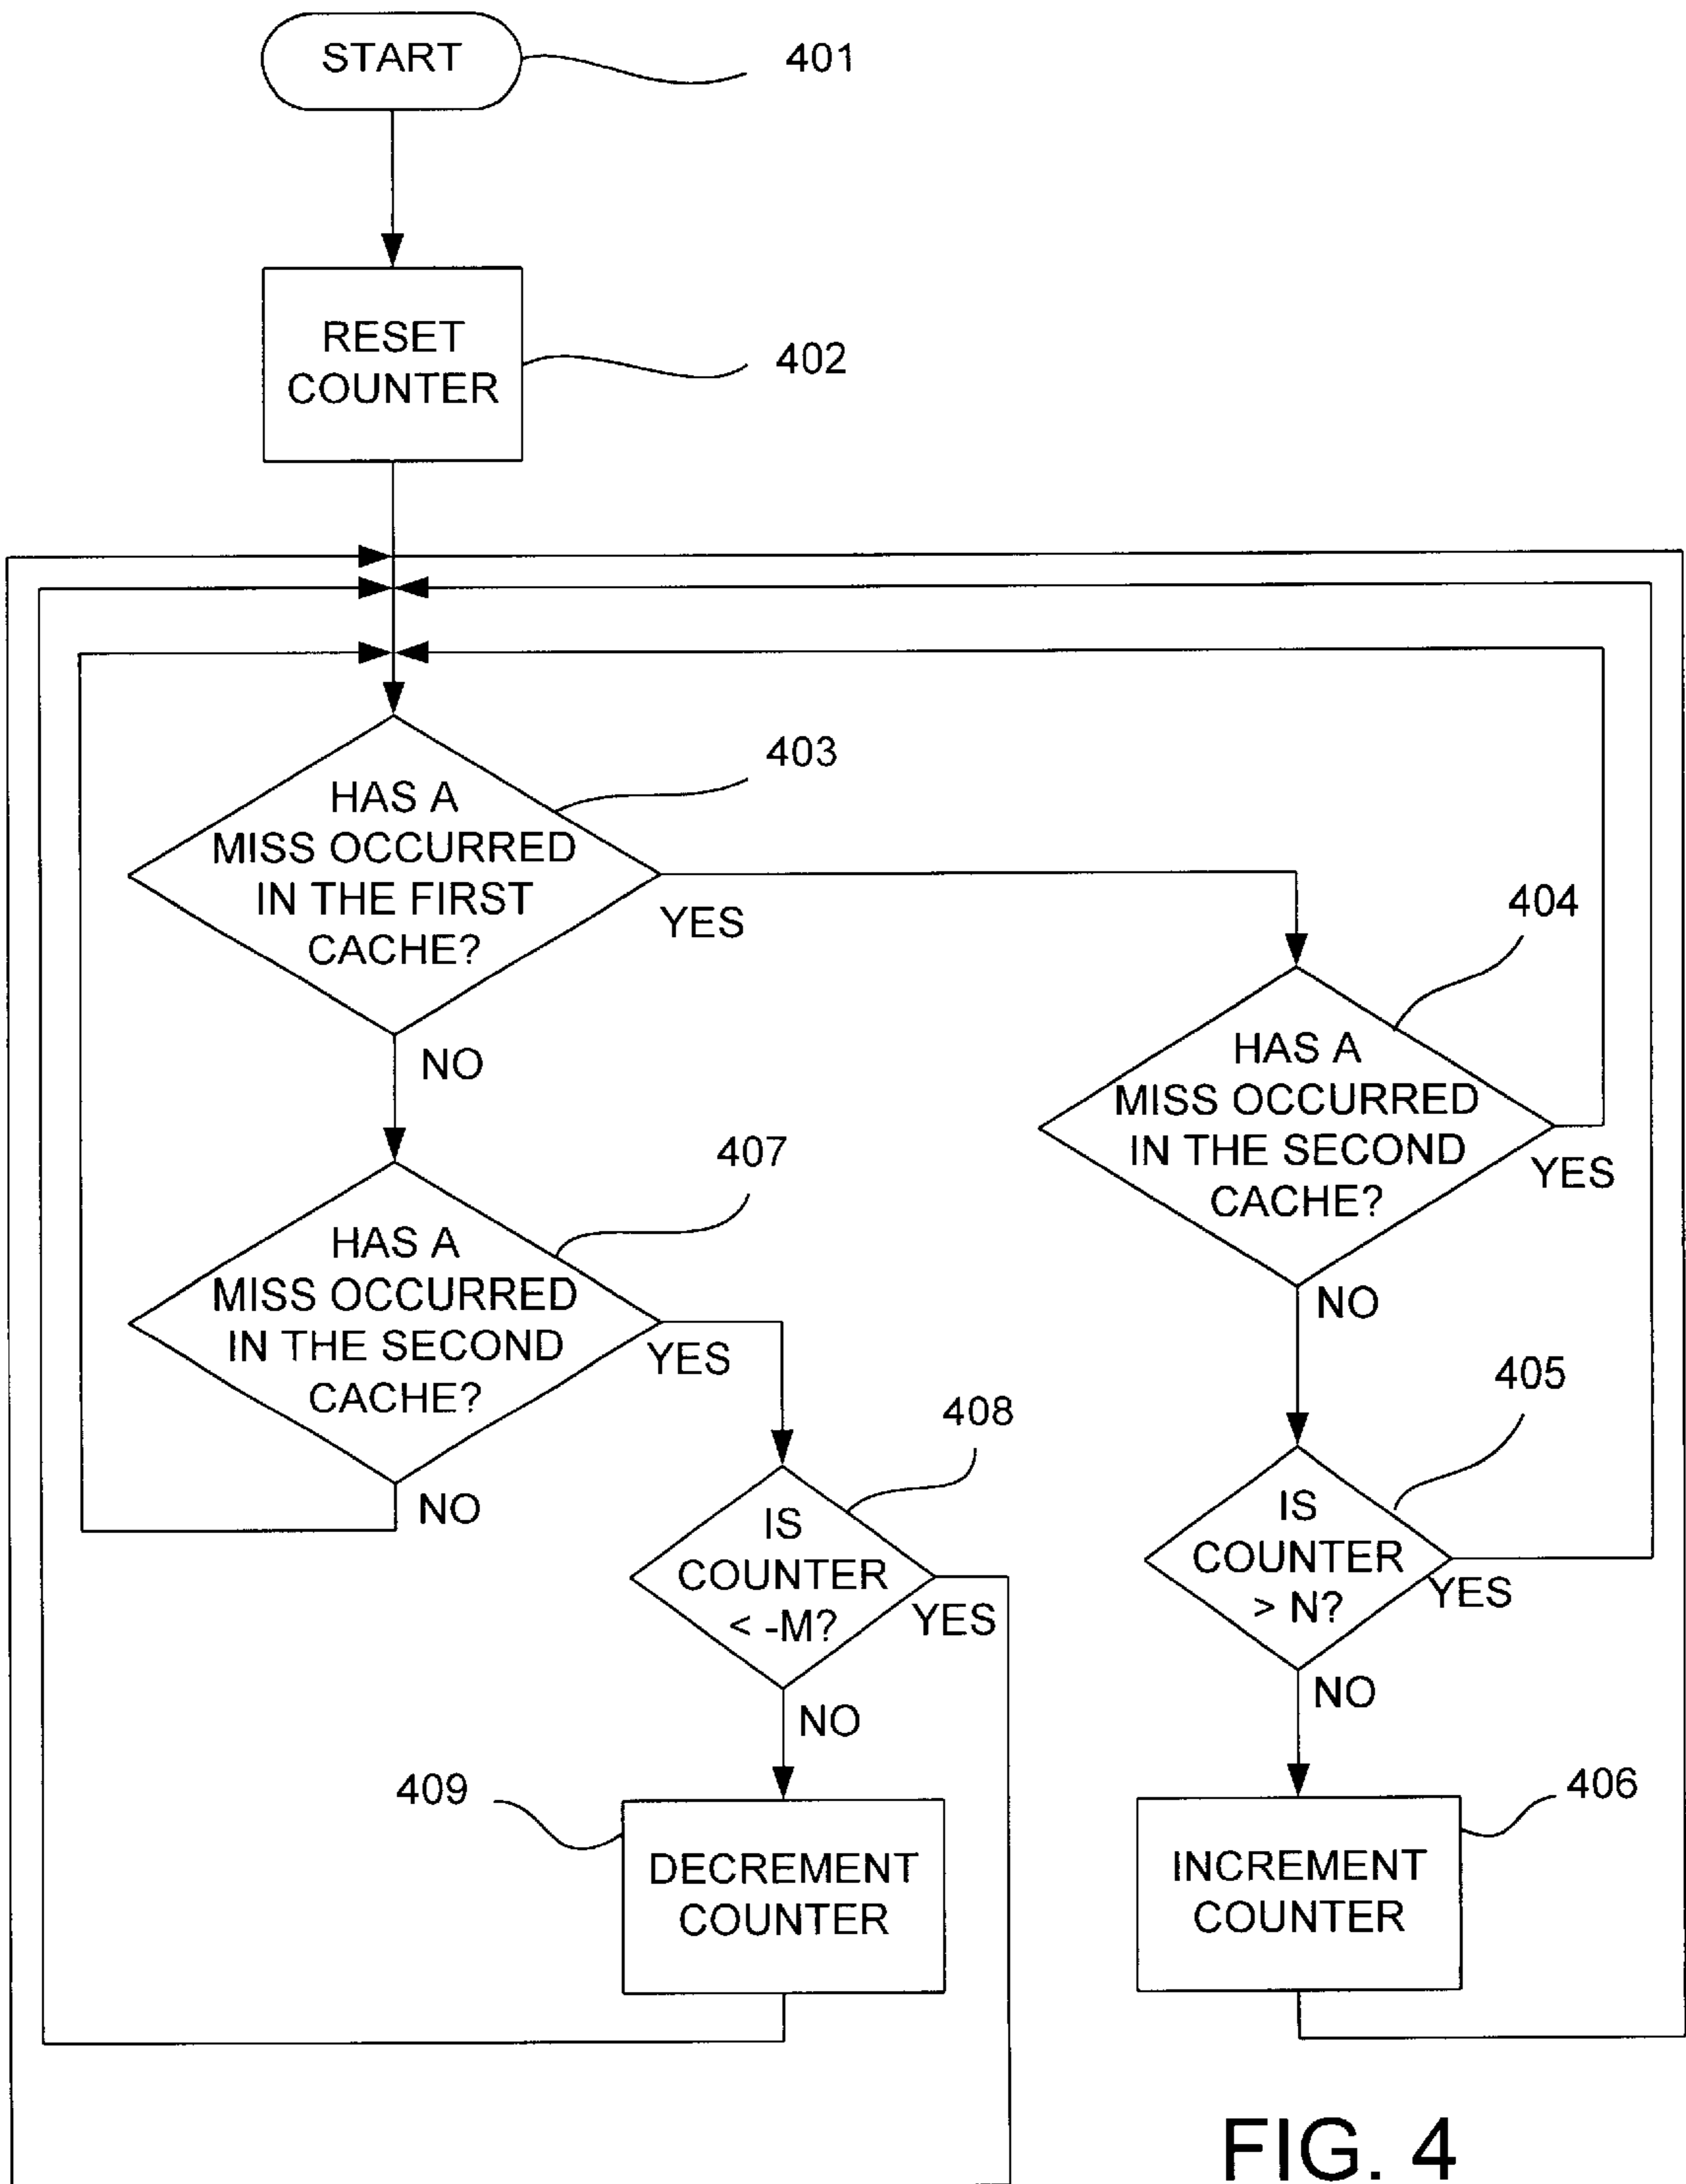 START
401
RESET
COUNTER
402
HAS A
MISS OCCURRED
IN THE FIRST
CACHE?
403
YES
NO
HAS A
MISS OCCURRED
IN THE SECOND
CACHE?
404
YES
NO
HAS A
MISS OCCURRED
IN THE SECOND
CACHE?
407
YES
NO
IS
COUNTER
< -M?
408
YES
NO
IS
COUNTER
> N?
405
YES
NO
DECREMENT
COUNTER
409
INCREMENT
COUNTER
406
FIG. 4